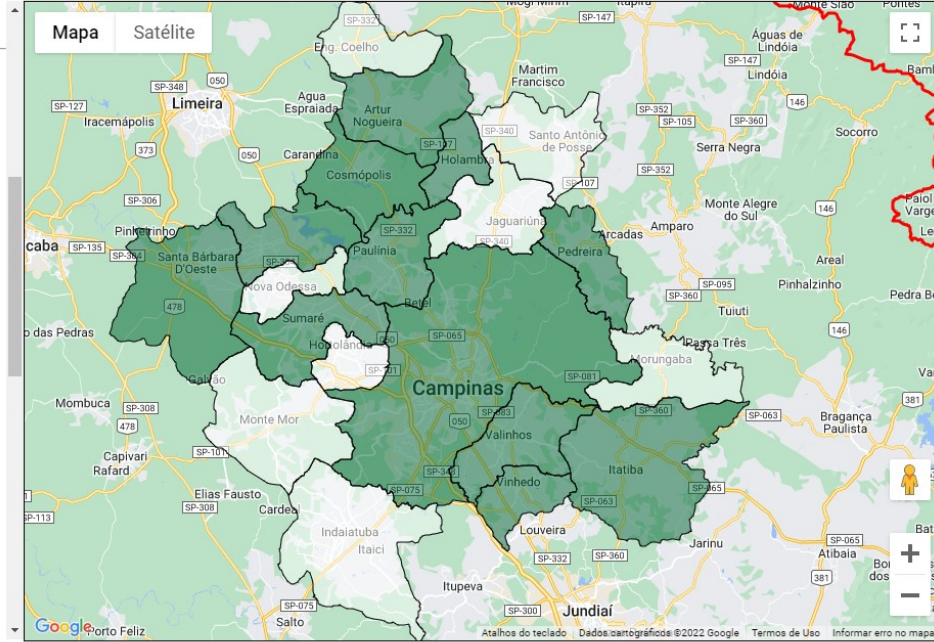 Mapa
Satélite
SP-332
Mogi Mirim
Itapira
SP-147
Monte Sião
Pontes
Eng. Coelho
Águas de
Lindóia
SP-147
Lindóia
Martim
Francisco
SP-348
050
Limeira
SP-127
Iracemápolis
Agua
Espraiada
Artur
Nogueira
SP-352
SP-105
SP-360
146
Socorro
373
050
SP-340
Santo Antônio
de Posse
Serra Negra
SP-107
Carandina
Holambra
SP-352
Cosmópolis
SP-306
Monte Alegre
do Sul
146
Jaguariúna
Pinheirinho
SP-332
caba
SP-135
SP-304
SP-340
Arcadas
Amparo
Paulínia
Pedreira
Santa Bárbara
D'Oeste
Areal
Nova Odessa
SP-095
Pinhalzinho
SP-360
478
Betel
Tuiuti
Sumaré
146
o das Pedras
SP-065
050
Hortolândia
Passa Três
Morungaba
SP-101
SP-081
Galvão
Campinas
Mombuca
SP-308
SP-083
SP-360
SP-063
381
Monte Mor
050
Bragança
Paulista
478
Valinhos
SP-101
Capivari
Rafard
Itatiba
Vinhedo
SP-075
SP-065
Elias Fausto
SP-308
SP-063
Cardeal
SP-113
Indaiatuba
Itaici
Louveira
Jarinu
SP-065
Atibaia
SP-332
SP-360
381
Itupeva
SP-075
Salto
SP-300
Jundiaí
Google
Porto Feliz
Atalhos do teclado
Dados cartográficos ©2022 Google
Termos de Uso
Informar erro no mapa